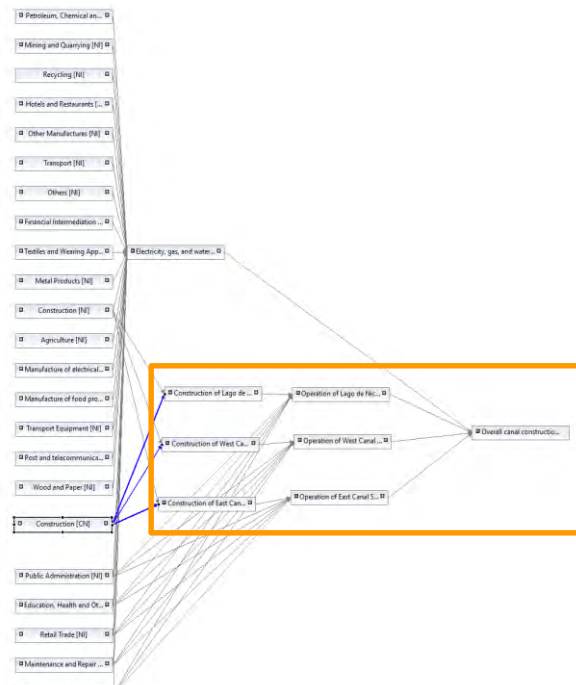 Petroleum, Chemical an...
Mining and Quarrying [NI]
Recycling [NI]
Hotels and Restaurants [...
Other Manufactures [NI]
Transport [NI]
Others [NI]
Financial Intermediation ...
Textiles and Wearing App...
Electricity, gas, and water...
Metal Products [NI]
Construction [NI]
Agriculture [NI]
Manufacture of electrical...
Manufacture of food pro...
Transport Equipment [NI]
Post and telecommunica...
Wood and Paper [NI]
Construction [CN]
Public Administration [NI]
Education, Health and Ot...
Retail Trade [NI]
Maintenance and Repair ...
Construction of Lago de ...
Construction of West Ca...
Construction of East Can...
Operation of Lago de Nic...
Operation of West Canal ...
Operation of East Canal S...
Overall canal constructio...